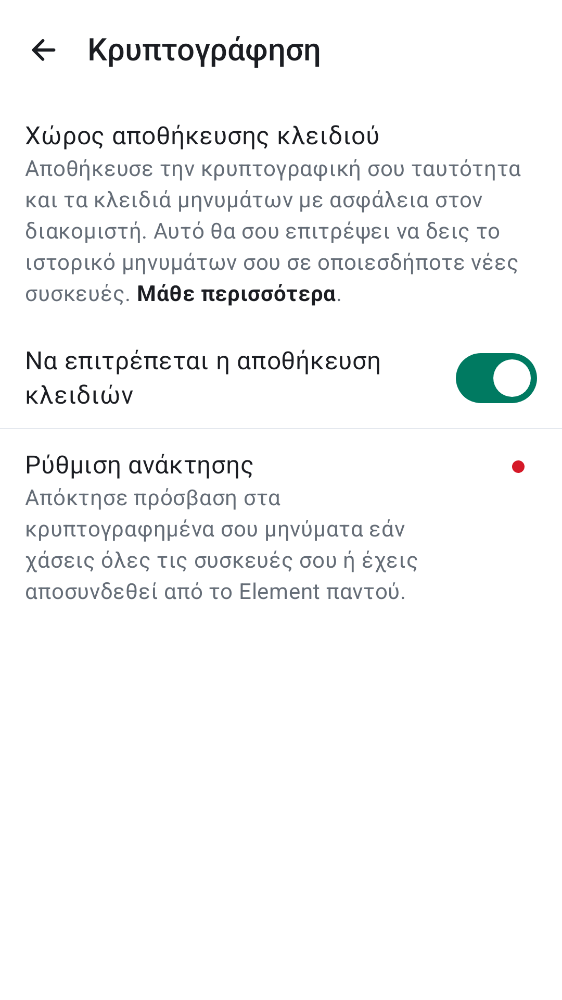 Κρυπτογράφηση
Χώρος αποθήκευσης κλειδιού
Αποθήκευσε την κρυπτογραφική σου ταυτότητα
και τα κλειδιά μηνυμάτων με ασφάλεια στον
διακομιστή. Αυτό θα σου επιτρέψει να δεις το
ιστορικό μηνυμάτων σου σε οποιεσδήποτε νέες
συσκευές. Μάθε περισσότερα.
Να επιτρέπεται η αποθήκευση
κλειδιών
Ρύθμιση ανάκτησης
Απόκτησε πρόσβαση στα
κρυπτογραφημένα σου μηνύματα εάν
χάσεις όλες τις συσκευές σου ή έχεις
αποσυνδεθεί από το Element παντού.